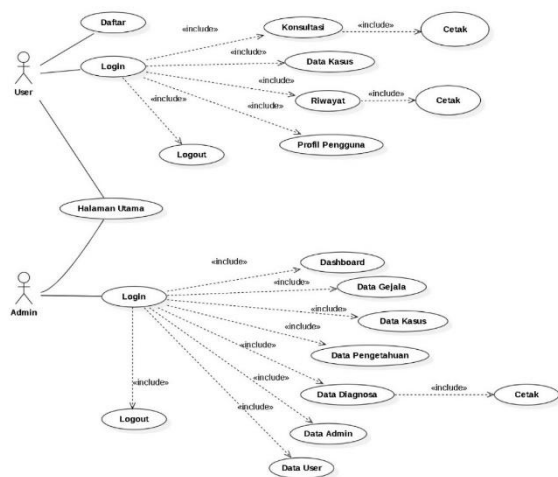 Daftar
«include»
Konsultasi
«include»
Cetak
User
Login
«include»
Data Kasus
«include»
«include»
Riwayat
«include»
Cetak
«include»
Logout
Profil Pengguna
Halaman Utama
«include»
Dashboard
Admin
Login
«include»
Data Gejala
«include»
Data Kasus
«include»
Data Pengetahuan
«include»
«include»
«include»
Data Diagnosa
«include»
Cetak
Logout
«include»
Data Admin
«include»
Data User